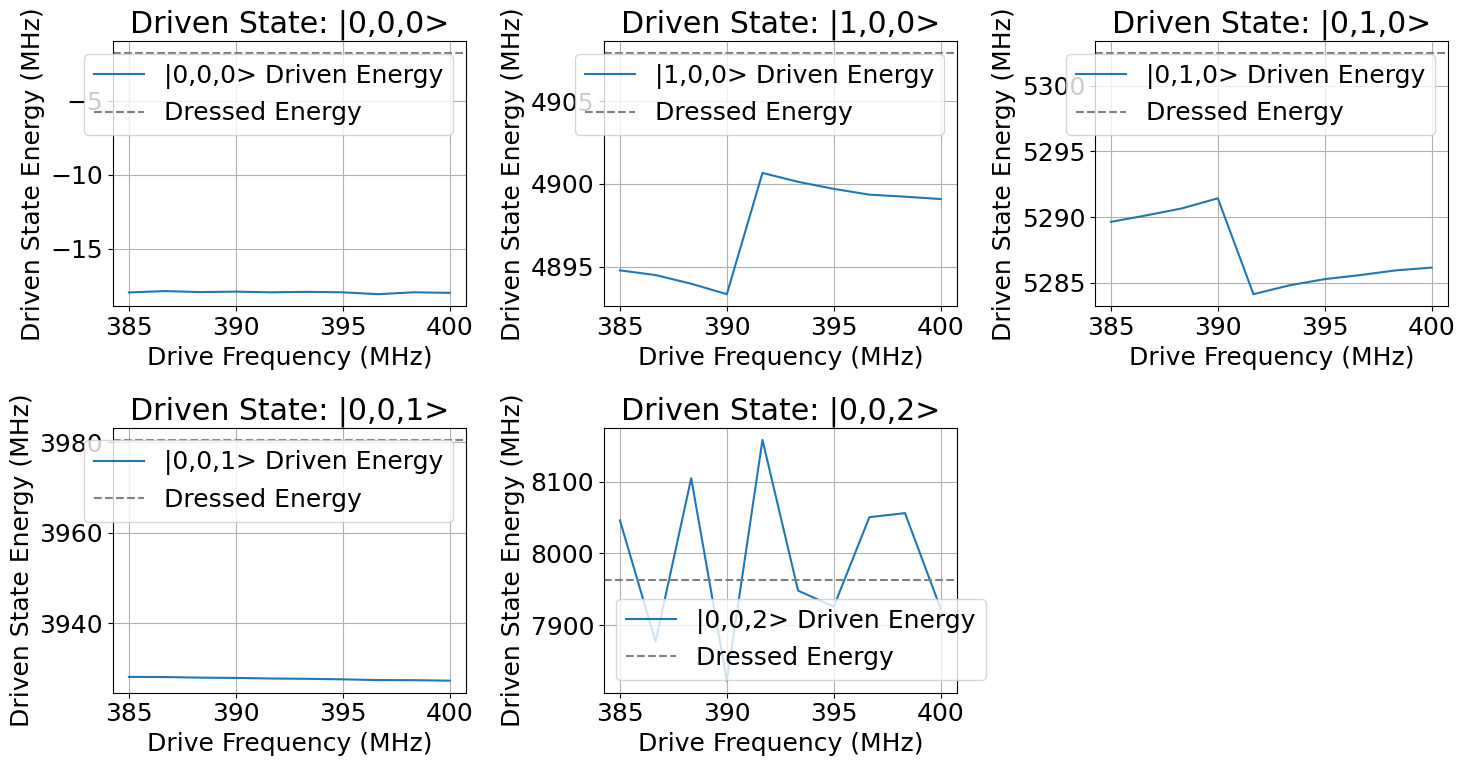 Driven State: |0,0,0>
Driven State Energy (MHz)
−5
−10
−15
|0,0,0> Driven Energy
Dressed Energy
385 390 395 400
Drive Frequency (MHz)
Driven State: |1,0,0>
Driven State Energy (MHz)
4905
4900
4895
|1,0,0> Driven Energy
Dressed Energy
385 390 395 400
Drive Frequency (MHz)
Driven State: |0,1,0>
Driven State Energy (MHz)
5300
5295
5290
5285
|0,1,0> Driven Energy
Dressed Energy
385 390 395 400
Drive Frequency (MHz)
Driven State: |0,0,1>
Driven State Energy (MHz)
3980
3960
3940
|0,0,1> Driven Energy
Dressed Energy
385 390 395 400
Drive Frequency (MHz)
Driven State: |0,0,2>
Driven State Energy (MHz)
8100
8000
7900
|0,0,2> Driven Energy
Dressed Energy
385 390 395 400
Drive Frequency (MHz)